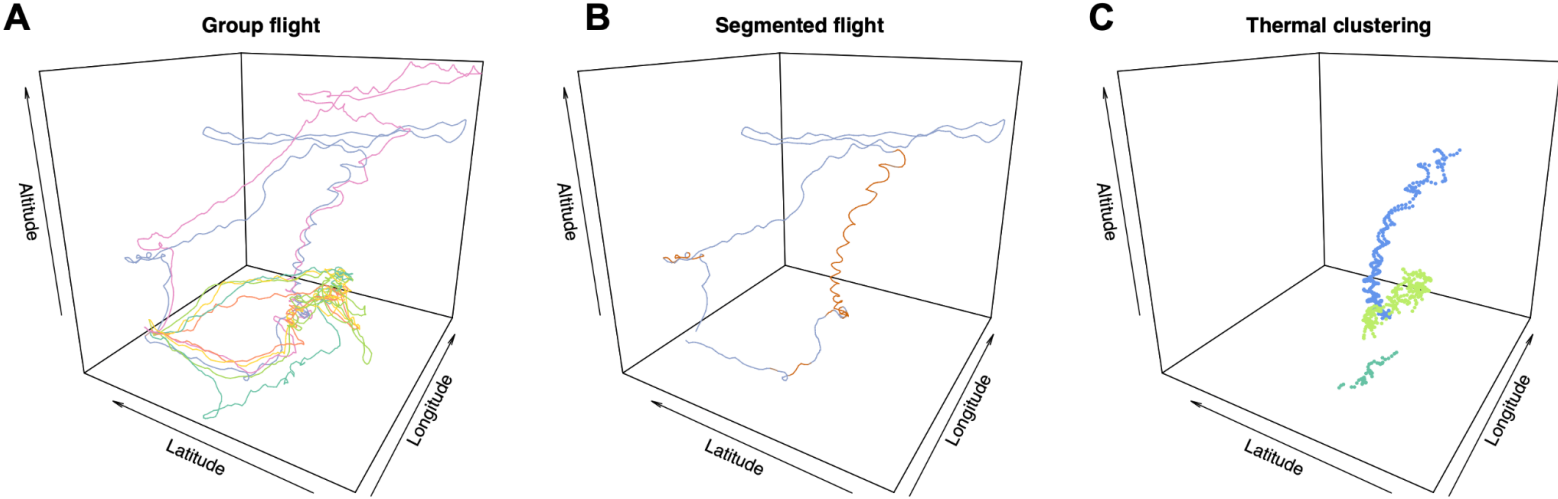 A
Group flight
Altitude
Latitude
Longitude
B
Segmented flight
Altitude
Latitude
Longitude
C
Thermal clustering
Altitude
Latitude
Longitude